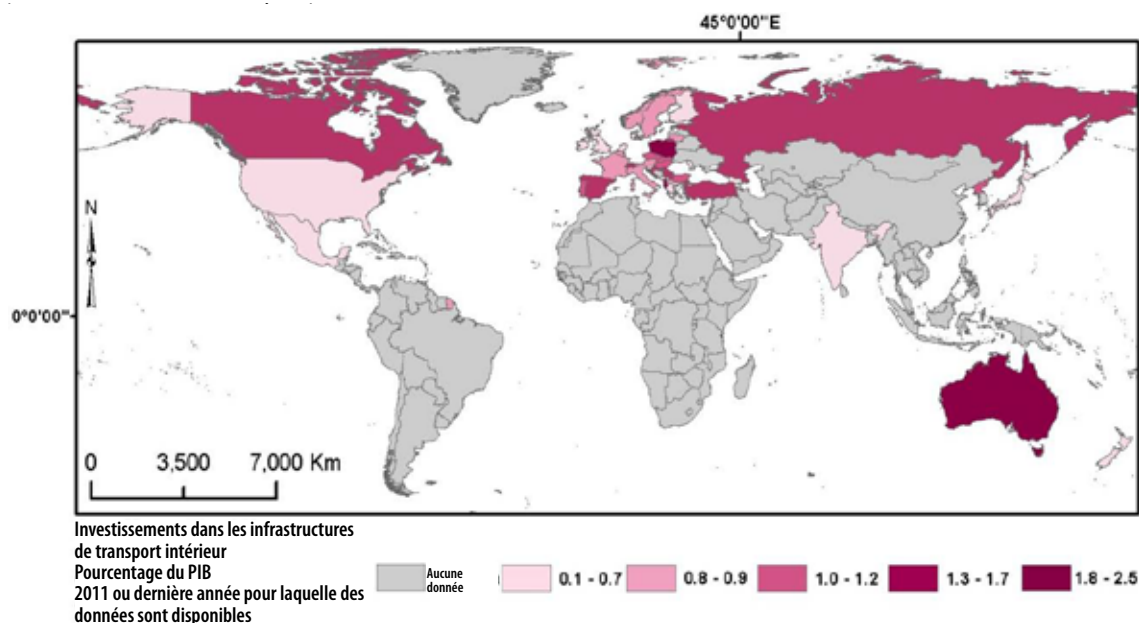 45°0'00"E
N
0°0'00"
0 3,500 7,000 Km
Investissements dans les infrastructures
de transport intérieur
Pourcentage du PIB
2011 ou dernière année pour laquelle des
données sont disponibles
Aucune
donnée
0.1 - 0.7
0.8 - 0.9
1.0 - 1.2
1.3 - 1.7
1.8 - 2.5